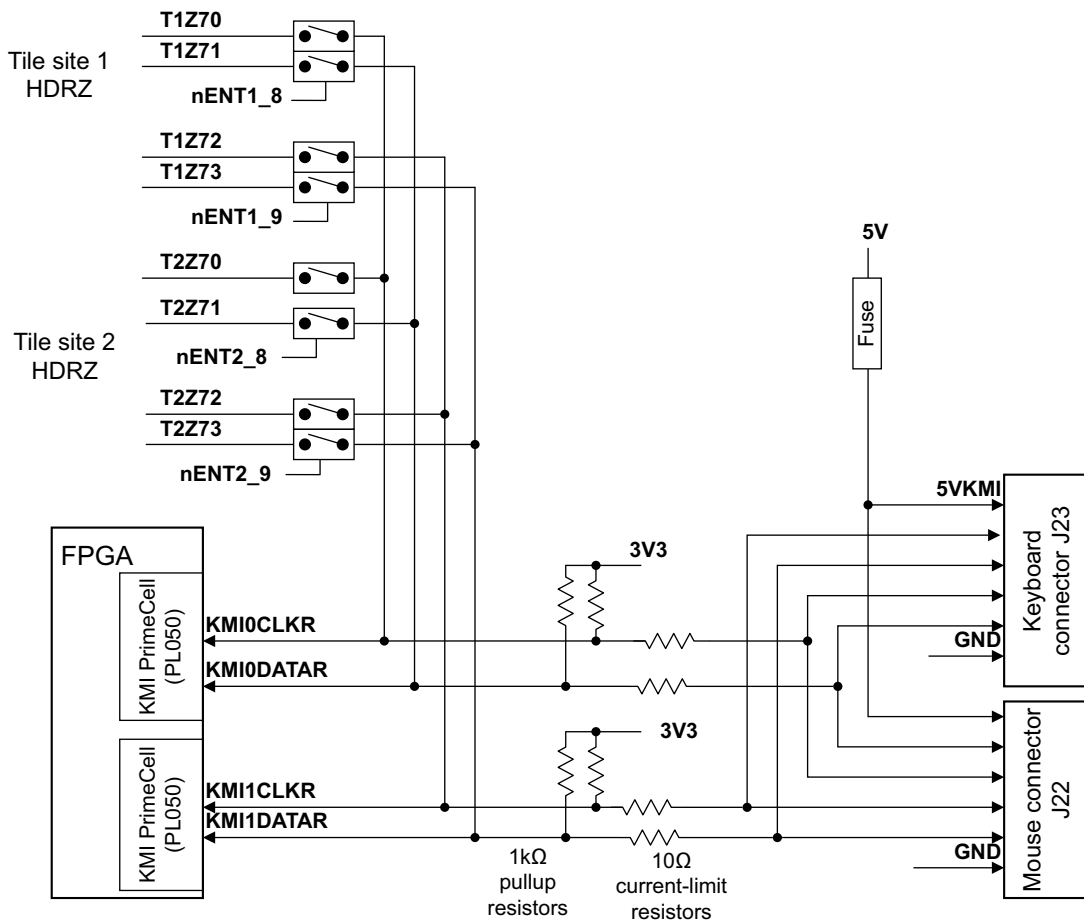 T1Z70
T1Z71
Tile site 1
HDRZ
nENT1_8
T1Z72
T1Z73
nENT1_9
5V
T2Z70
T2Z71
Fuse
Tile site 2
HDRZ
nENT2_8
T2Z72
T2Z73
nENT2_9
5VKMI
Keyboard
connector J23
FPGA
3V3
KMI PrimeCell
(PL050)
KMI0CLKR
GND
KMI0DATAR
3V3
Mouse connector
J22
KMI PrimeCell
(PL050)
KMI1CLKR
KMI1DATAR
GND
1kΩ
pullup
resistors
10Ω
current-limit
resistors